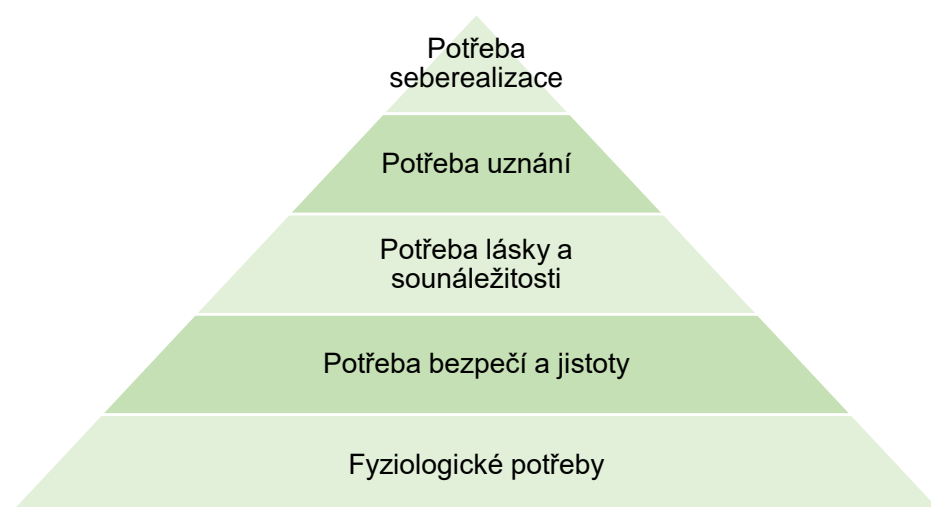 Potřeba
seberealizace
Potřeba uznání
Potřeba lásky a
sounáležitosti
Potřeba bezpečí a jistoty
Fyziologické potřeby